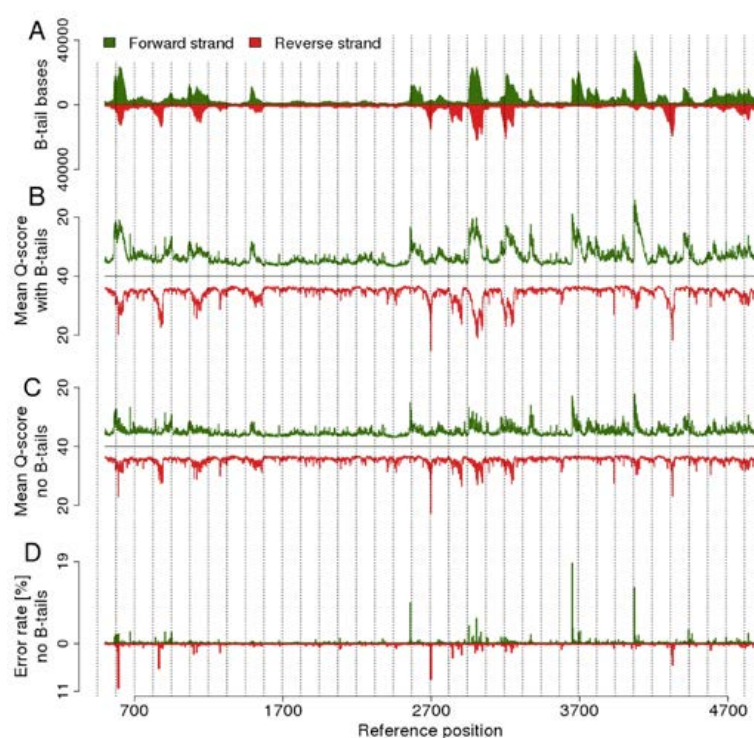 A
Forward strand
Reverse strand
40000
0
40000
B-tail bases
B
20
40
20
Mean Q-score
with B-tails
C
20
40
20
Mean Q-score
no B-tails
D
19
0
11
Error rate [%]
no B-tails
700 1700 2700 3700 4700
Reference position